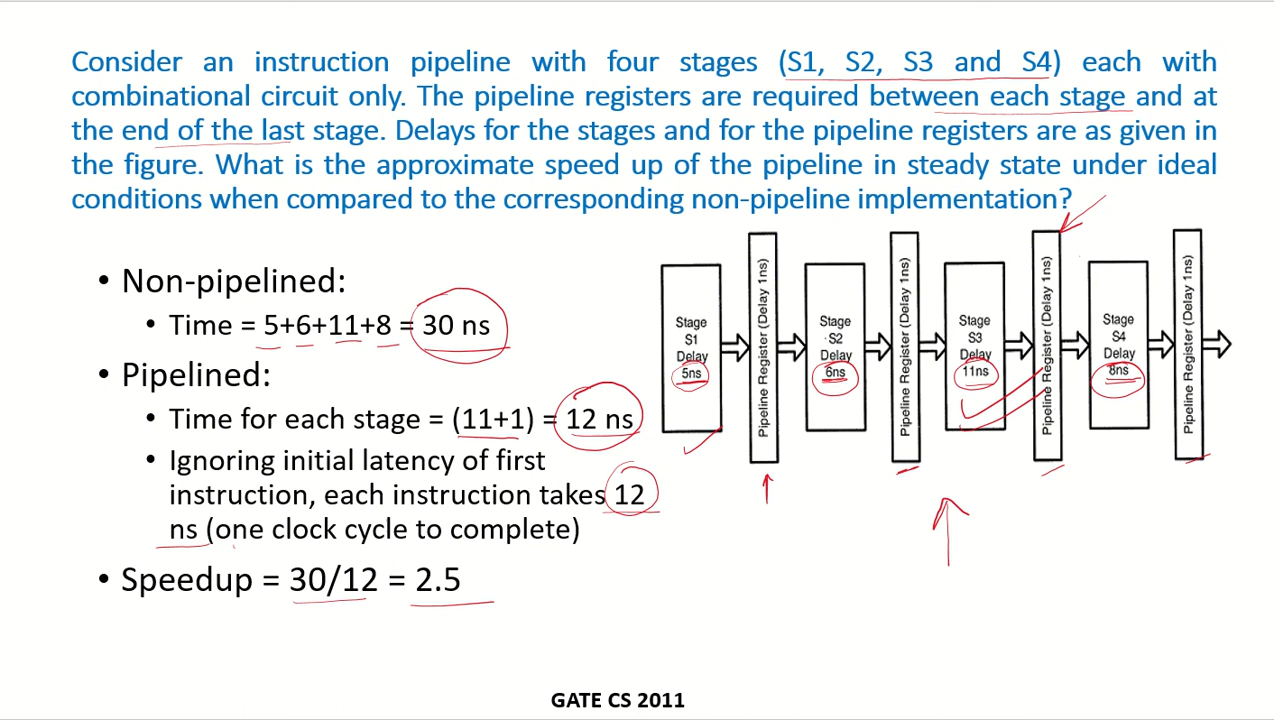 Consider an instruction pipeline with four stages (S1, S2, S3 and S4) each with
combinational circuit only. The pipeline registers are required between each stage and at
the end of the last stage. Delays for the stages and for the pipeline registers are as given in
the figure. What is the approximate speed up of the pipeline in steady state under ideal
conditions when compared to the corresponding non-pipeline implementation?
• Non-pipelined:
• Time = 5+6+11+8 = 30 ns
• Pipelined:
• Time for each stage = (11+1) = 12 ns
• Ignoring initial latency of first
instruction, each instruction takes 12
ns (one clock cycle to complete)
• Speedup = 30/12 = 2.5
Stage
S1
Delay
5ns
Pipeline Register (Delay 1ns)
Stage
S2
Delay
6ns
Pipeline Register (Delay 1ns)
Stage
S3
Delay
11ns
Pipeline Register (Delay 1ns)
Stage
S4
Delay
8ns
Pipeline Register (Delay 1ns)
GATE CS 2011